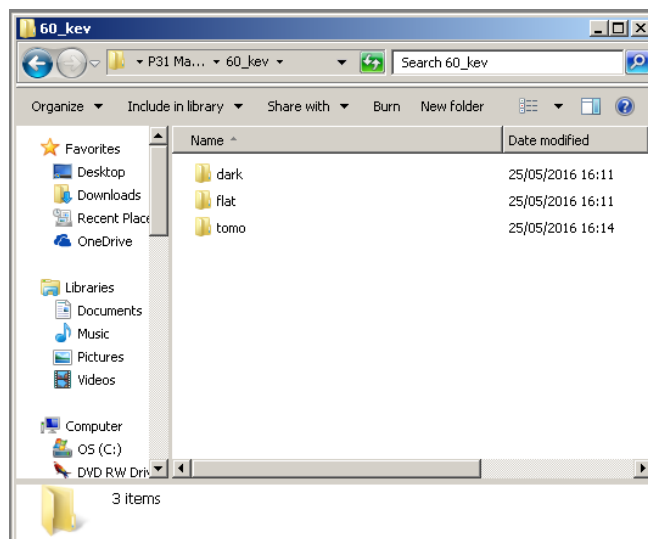 60_kev
P31 Ma... 60_kev Search 60_kev
Organize Include in library Share with Burn New folder
Name Date modified
Favorites
Desktop
Downloads
Recent Place
OneDrive
Libraries
Documents
Music
Pictures
Videos
Computer
OS (C:)
DVD RW Driv
dark 25/05/2016 16:11
flat 25/05/2016 16:11
tomo 25/05/2016 16:14
3 items